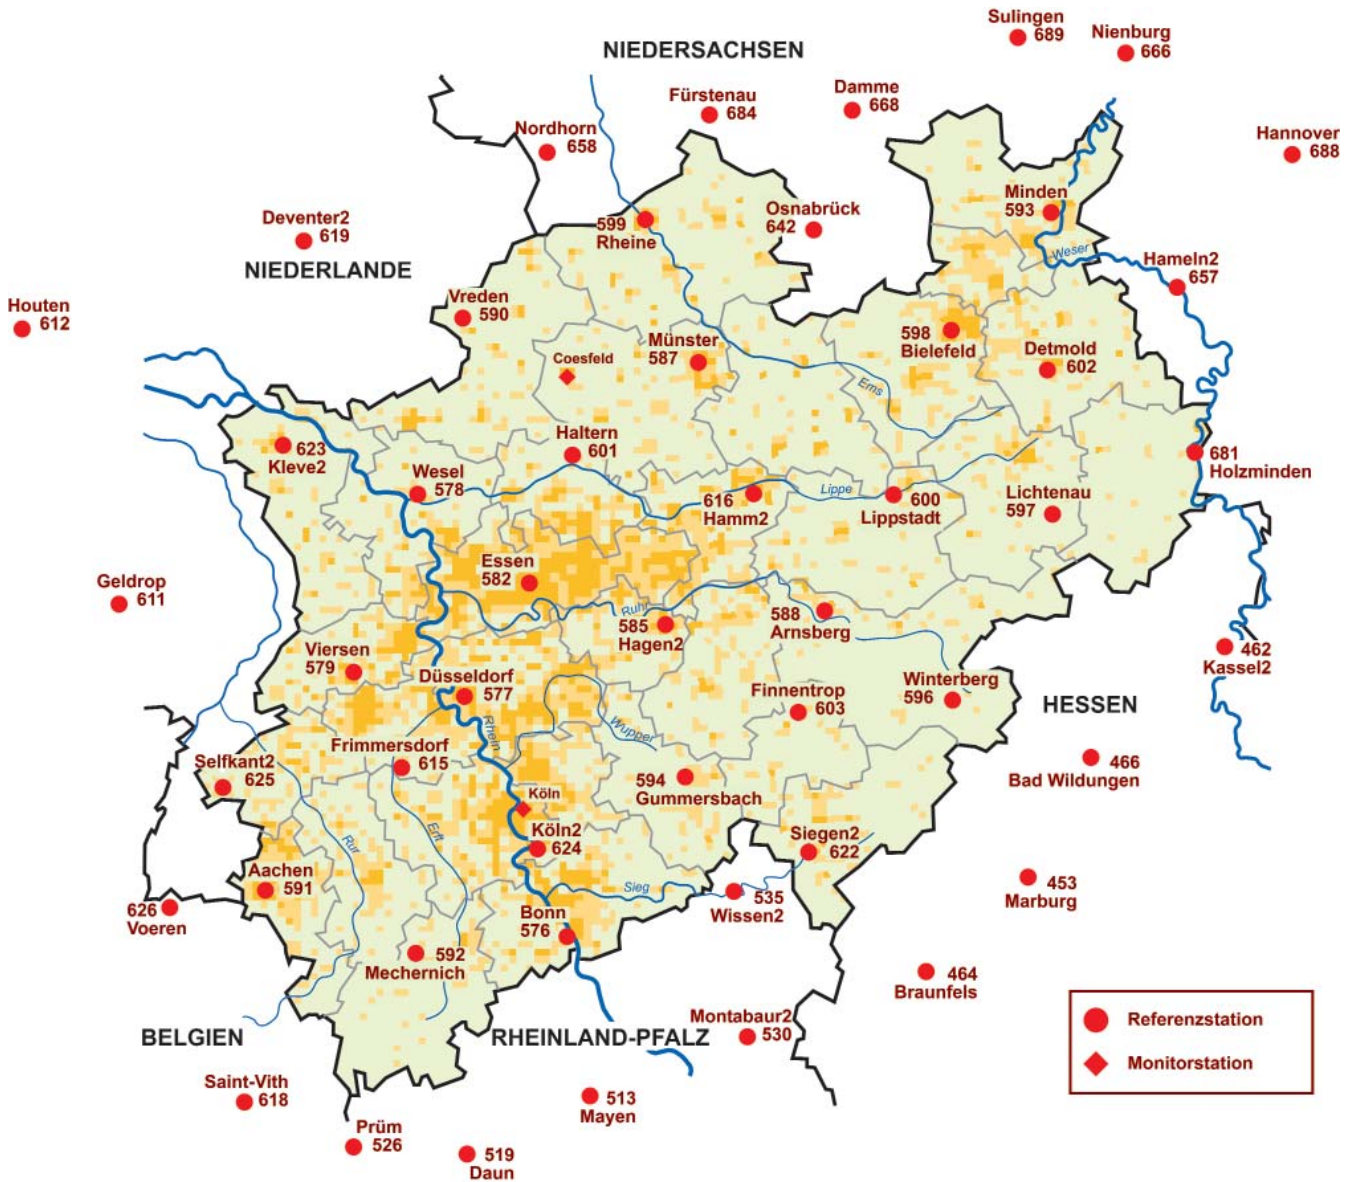 Sulingen
689
Nienburg
666
NIEDERSACHSEN
Damme
668
Fürstenau
684
Nordhorn
658
Hannover
688
Minden
593
Osnabrück
642
Deventer2
619
599
Rheine
NIEDERLANDE
Weser
Hameln2
657
Houten
612
Vreden
590
Münster
587
598
Bielefeld
Detmold
602
Coesfeld
Ems
623
Kleve2
Haltern
601
Wesel
578
681
Holzminden
616
Hamm2
Lippe
600
Lippstadt
Lichtenau
597
Essen
582
Geldrop
611
Ruhr
585
Hagen2
588
Arnsberg
Viersen
579
462
Kassel2
Düsseldorf
577
Finnentrop
603
Winterberg
596
HESSEN
Rhein
Wupper
Frimmersdorf
615
Selfkant2
625
594
Gummersbach
466
Bad Wildungen
Köln
Erft
Rur
Köln2
624
Siegen2
622
Aachen
591
Sieg
535
Wissen2
453
Marburg
626
Voeren
Bonn
576
592
Mechernich
464
Braunfels
BELGIEN
RHEINLAND-PFALZ
Montabaur2
530
Referenzstation
Monitorstation
Saint-Vith
618
513
Mayen
Prüm
526
519
Daun